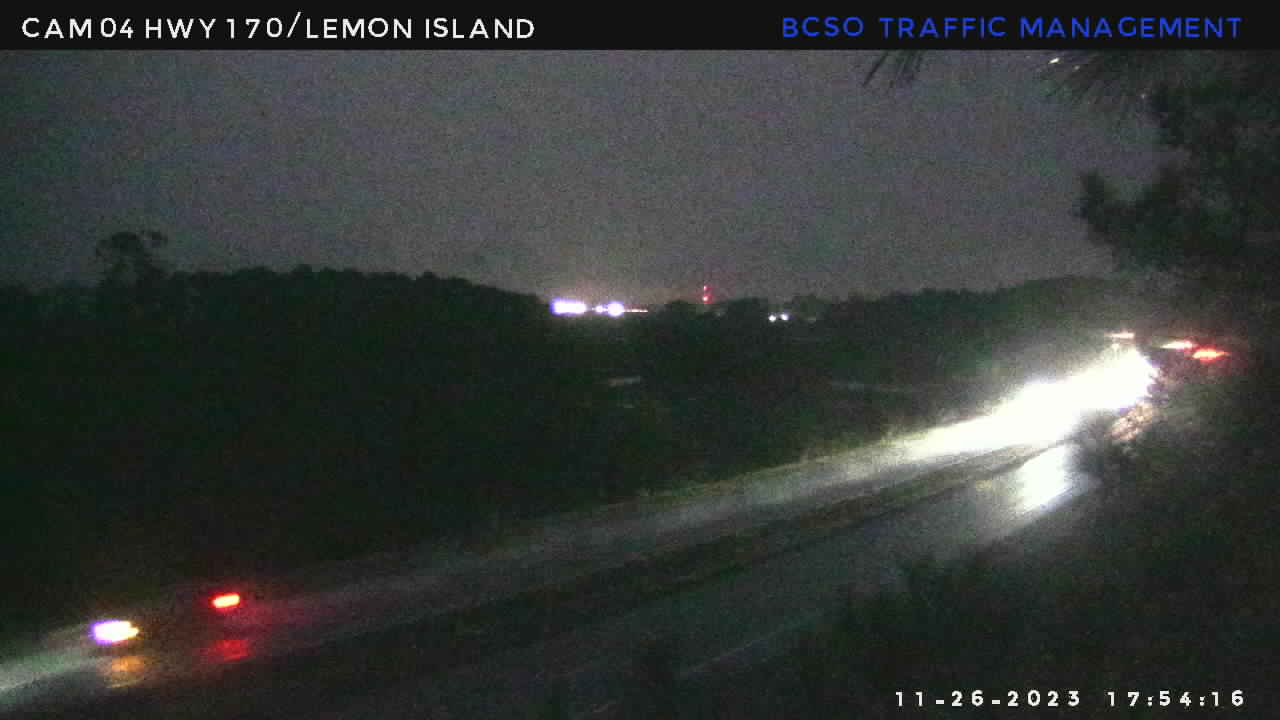 CAM04 HWY 170/LEMON ISLAND
BCSO TRAFFIC MANAGEMENT
11-26-2023 17:54:16